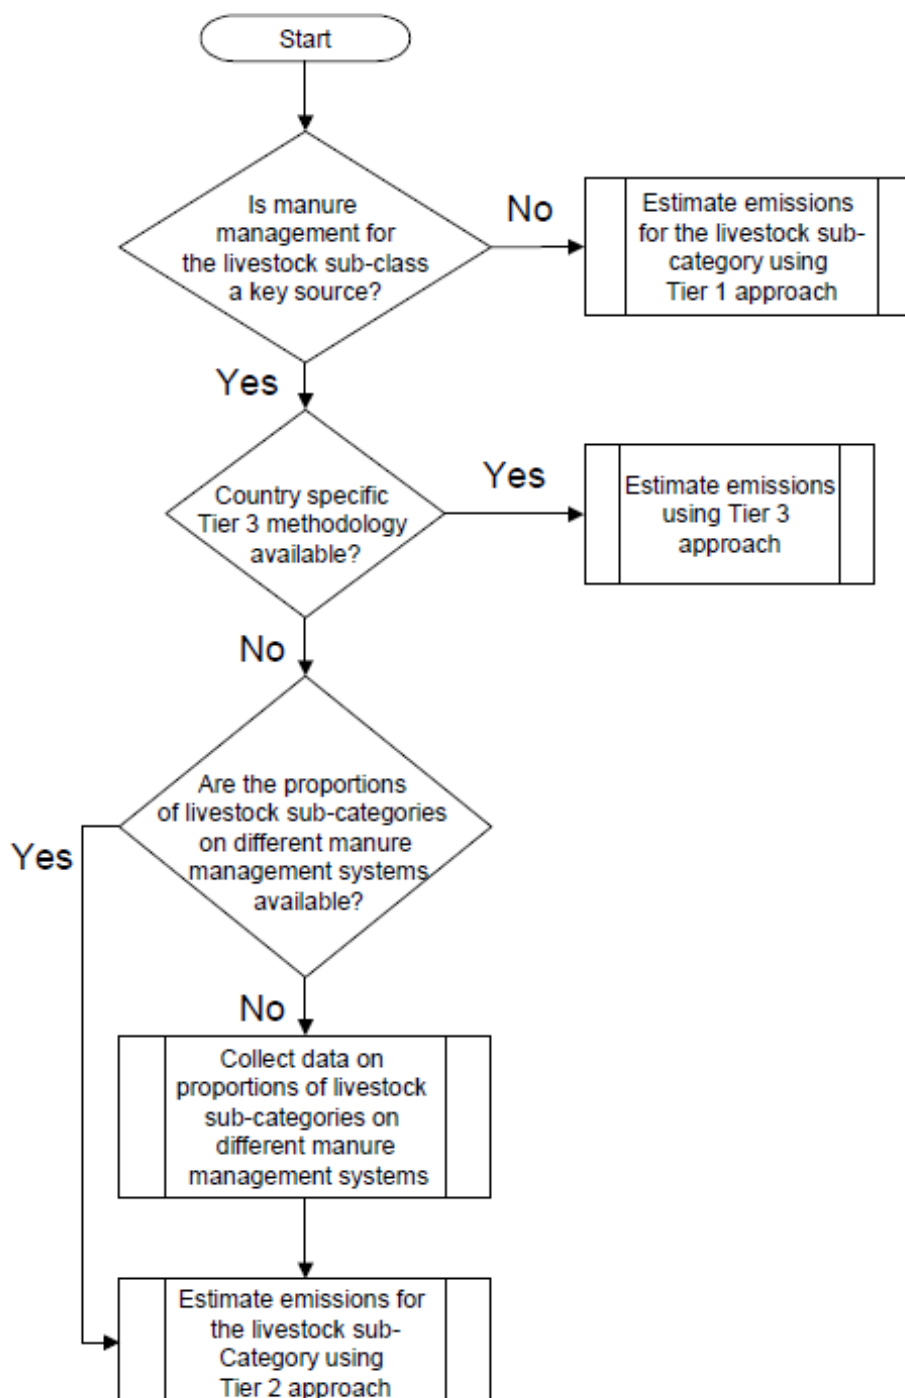 Start
Is manure
management for
the livestock sub-class
a key source?
No
Estimate emissions
for the livestock sub-
category using
Tier 1 approach
Yes
Country specific
Tier 3 methodology
available?
Yes
Estimate emissions
using Tier 3
approach
No
Are the proportions
of livestock sub-categories
on different manure
management systems
available?
Yes
No
Collect data on
proportions of livestock
sub-categories on
different manure
management systems
Estimate emissions for
the livestock sub-
Category using
Tier 2 approach